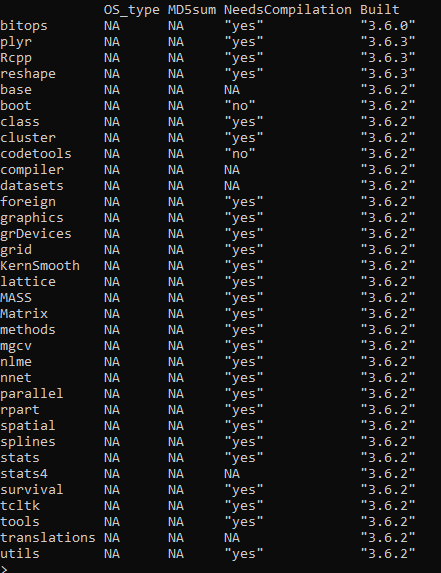 OS_type MD5sum NeedsCompilation Built
bitops NA NA "yes" "3.6.0"
plyr NA NA "yes" "3.6.3"
Rcpp NA NA "yes" "3.6.3"
reshape NA NA "yes" "3.6.3"
base NA NA NA "3.6.2"
boot NA NA "no" "3.6.2"
class NA NA "yes" "3.6.2"
cluster NA NA "yes" "3.6.2"
codetools NA NA "no" "3.6.2"
compiler NA NA NA "3.6.2"
datasets NA NA NA "3.6.2"
foreign NA NA "yes" "3.6.2"
graphics NA NA "yes" "3.6.2"
grDevices NA NA "yes" "3.6.2"
grid NA NA "yes" "3.6.2"
KernSmooth NA NA "yes" "3.6.2"
lattice NA NA "yes" "3.6.2"
MASS NA NA "yes" "3.6.2"
Matrix NA NA "yes" "3.6.2"
methods NA NA "yes" "3.6.2"
mgcv NA NA "yes" "3.6.2"
nlme NA NA "yes" "3.6.2"
nnet NA NA "yes" "3.6.2"
parallel NA NA "yes" "3.6.2"
rpart NA NA "yes" "3.6.2"
spatial NA NA "yes" "3.6.2"
splines NA NA "yes" "3.6.2"
stats NA NA "yes" "3.6.2"
stats4 NA NA NA "3.6.2"
survival NA NA "yes" "3.6.2"
tcltk NA NA "yes" "3.6.2"
tools NA NA "yes" "3.6.2"
translations NA NA NA "3.6.2"
utils NA NA "yes" "3.6.2"
>